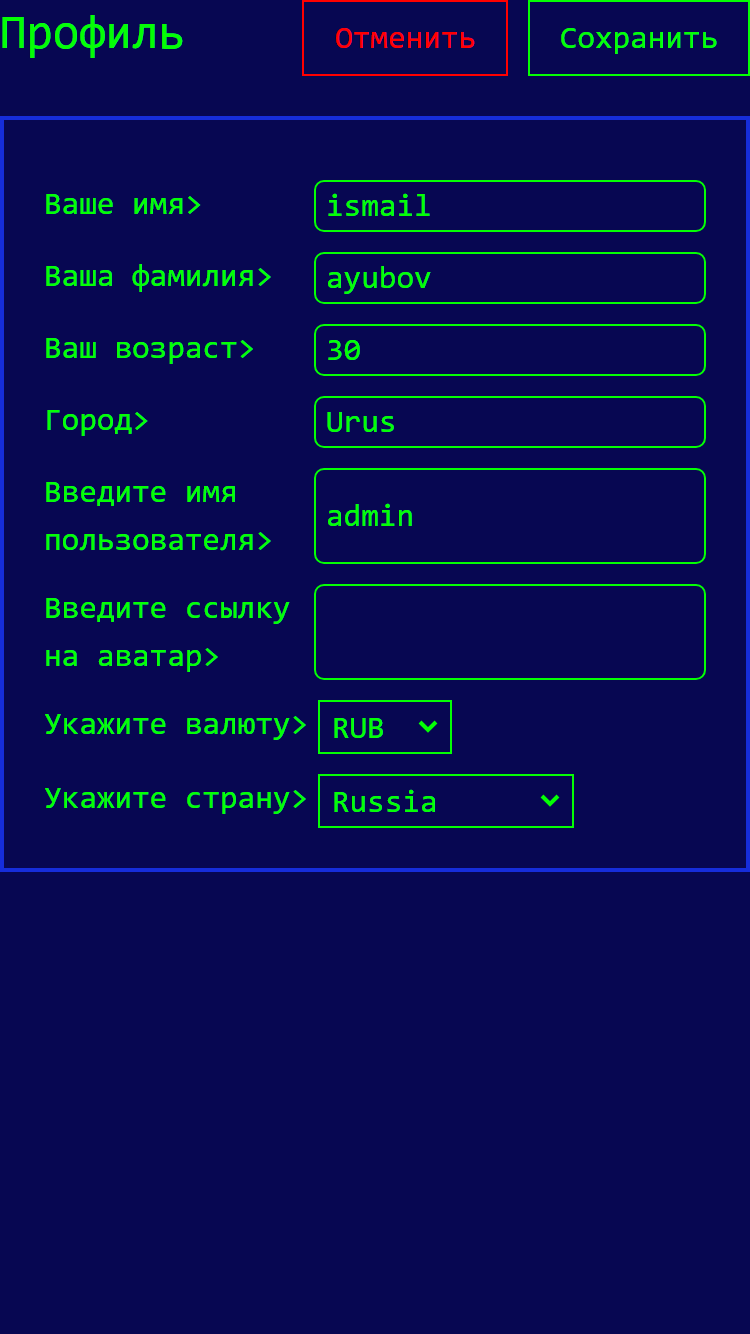 Профиль
Отменить
Сохранить
Ваше имя>
ismail
Ваша фамилия>
ayubov
Ваш возраст>
30
Город>
Urus
Введите имя
пользователя>
admin
Введите ссылку
на аватар>
Укажите валюту>
RUB
Укажите страну>
Russia